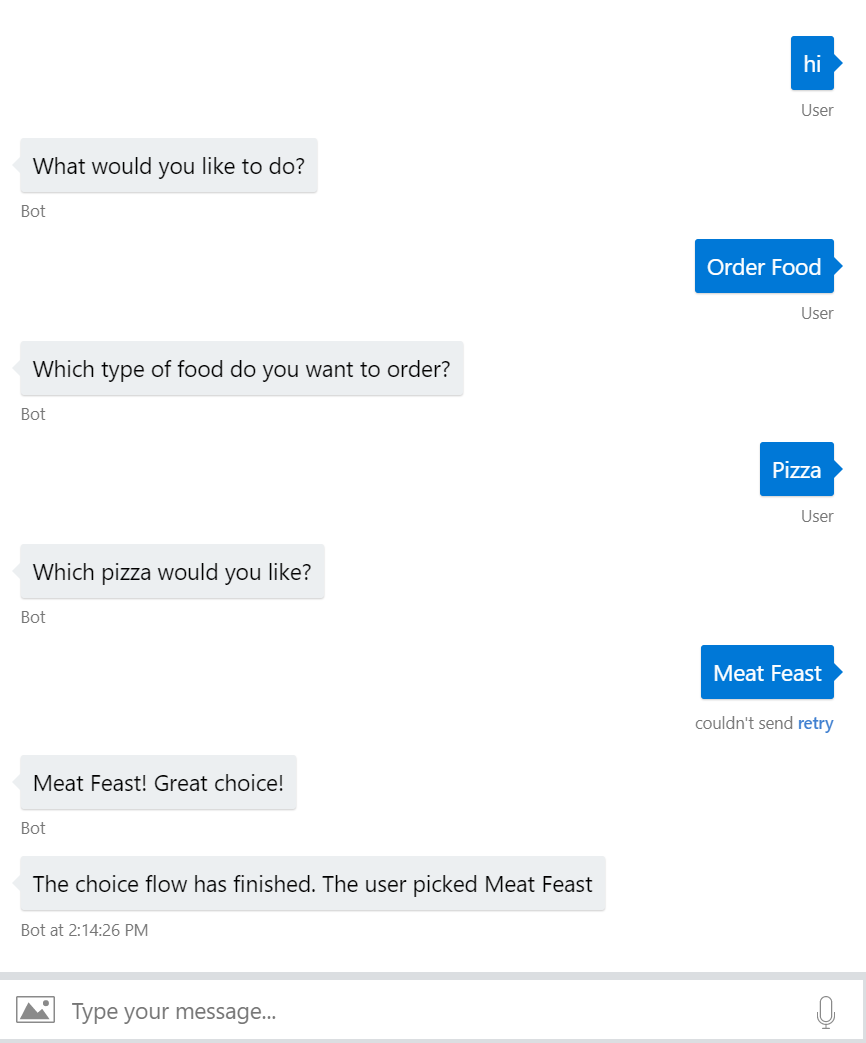 hi
User
What would you like to do?
Bot
Order Food
User
Which type of food do you want to order?
Bot
Pizza
User
Which pizza would you like?
Bot
Meat Feast
couldn't send retry
Meat Feast! Great choice!
Bot
The choice flow has finished. The user picked Meat Feast
Bot at 2:14:26 PM
Type your message...